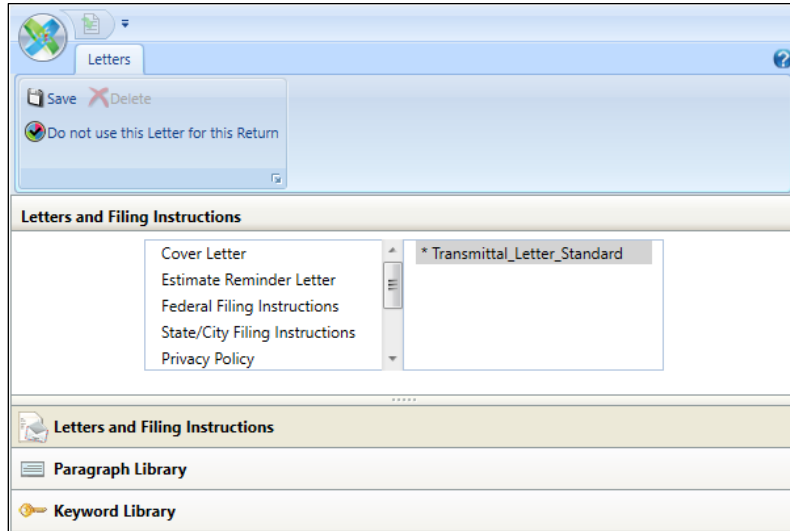 Letters
Save Delete
Do not use this Letter for this Return
Letters and Filing Instructions
Cover Letter
Estimate Reminder Letter
Federal Filing Instructions
State/City Filing Instructions
Privacy Policy
* Transmittal_Letter_Standard
Letters and Filing Instructions
Paragraph Library
Keyword Library